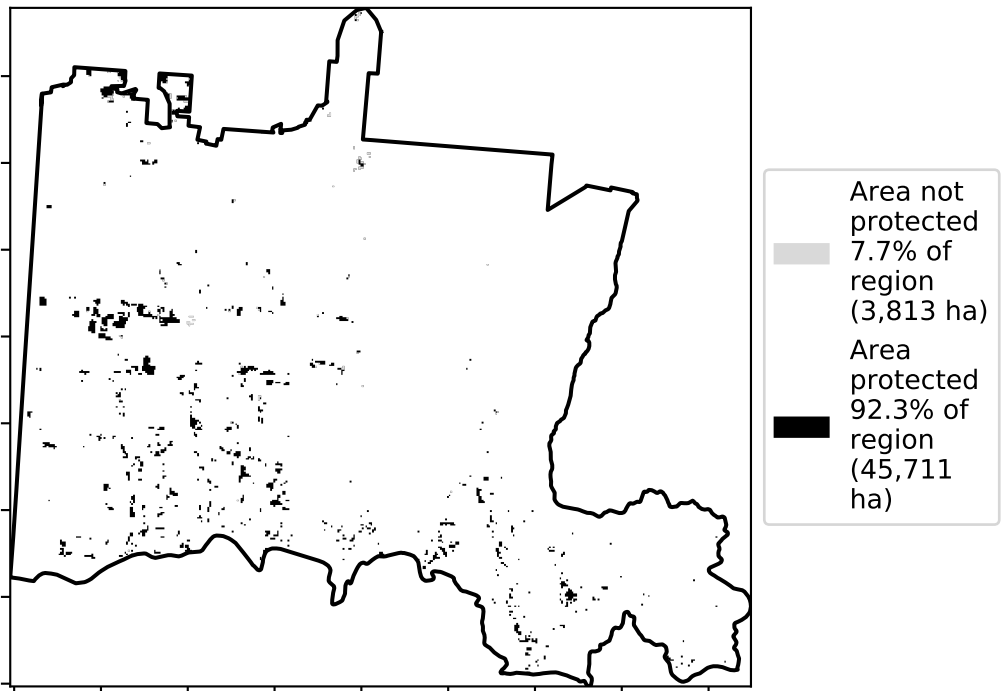 Area not
protected
7.7% of
region
(3,813 ha)
Area
protected
92.3% of
region
(45,711
ha)